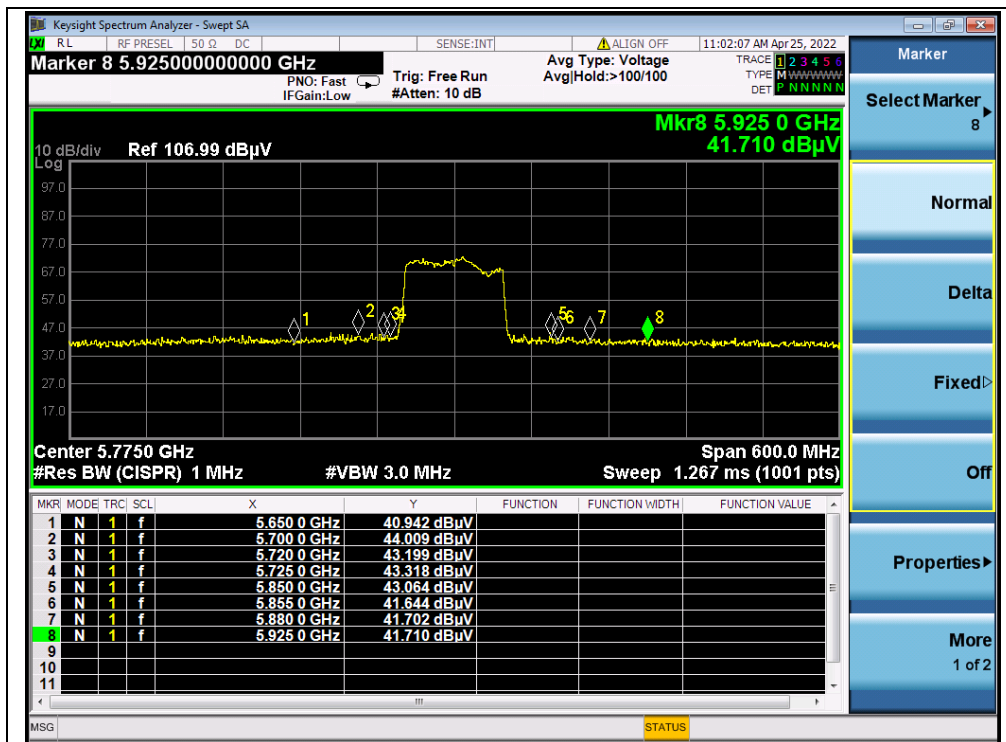 Keysight Spectrum Analyzer - Swept SA
LXI RL RF PRESEL 50 Ω DC SENSE:INT ALIGN OFF 11:02:07 AM Apr 25, 2022
Marker 8 5.925000000000 GHz
PNO: Fast
IFGain:Low
Trig: Free Run
#Atten: 10 dB
Avg Type: Voltage
Avg|Hold:>100/100
TRACE 1 2 3 4 5 6
TYPE M WWWWW
DET P N N N N N
Mkr8 5.925 0 GHz
41.710 dBµV
10 dB/div Ref 106.99 dBµV
Log
97.0
87.0
77.0
67.0
57.0
47.0
37.0
27.0
17.0
1 2 3 4 5 6 7 8
Center 5.7750 GHz Span 600.0 MHz
#Res BW (CISPR) 1 MHz #VBW 3.0 MHz Sweep 1.267 ms (1001 pts)
MKR MODE TRC SCL X Y FUNCTION FUNCTION WIDTH FUNCTION VALUE
1 N 1 f 5.650 0 GHz 40.942 dBµV
2 N 1 f 5.700 0 GHz 44.009 dBµV
3 N 1 f 5.720 0 GHz 43.199 dBµV
4 N 1 f 5.725 0 GHz 43.318 dBµV
5 N 1 f 5.850 0 GHz 43.064 dBµV
6 N 1 f 5.855 0 GHz 41.644 dBµV
7 N 1 f 5.880 0 GHz 41.702 dBµV
8 N 1 f 5.925 0 GHz 41.710 dBµV
9
10
11
MSG STATUS
Marker
Select Marker
8
Normal
Delta
Fixed
Off
Properties
More
1 of 2